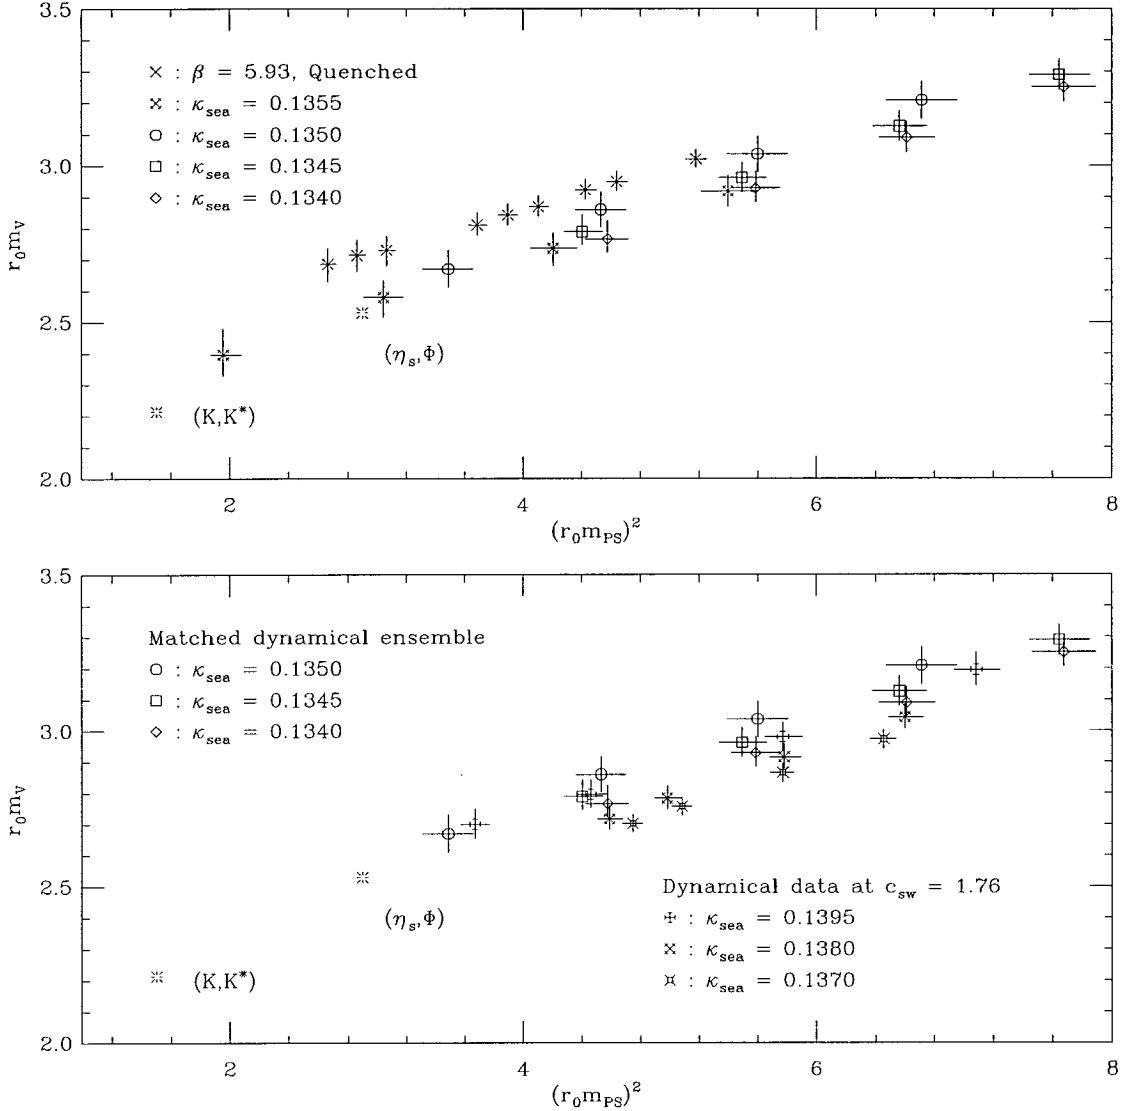 3.5
× : β = 5.93, Quenched
κsea = 0.1355
κsea = 0.1350
κsea = 0.1345
κsea = 0.1340
3.0
r₀mV
2.5
(ηs,Φ)
(K,K*)
2.0
2 4 6 8
(r₀mPS)²
3.5
Matched dynamical ensemble
: κsea = 0.1350
: κsea = 0.1345
: κsea = 0.1340
3.0
r₀mV
2.5
(ηs,Φ)
Dynamical data at csw = 1.76
: κsea = 0.1395
: κsea = 0.1380
: κsea = 0.1370
(K,K*)
2.0
2 4 6 8
(r₀mPS)²